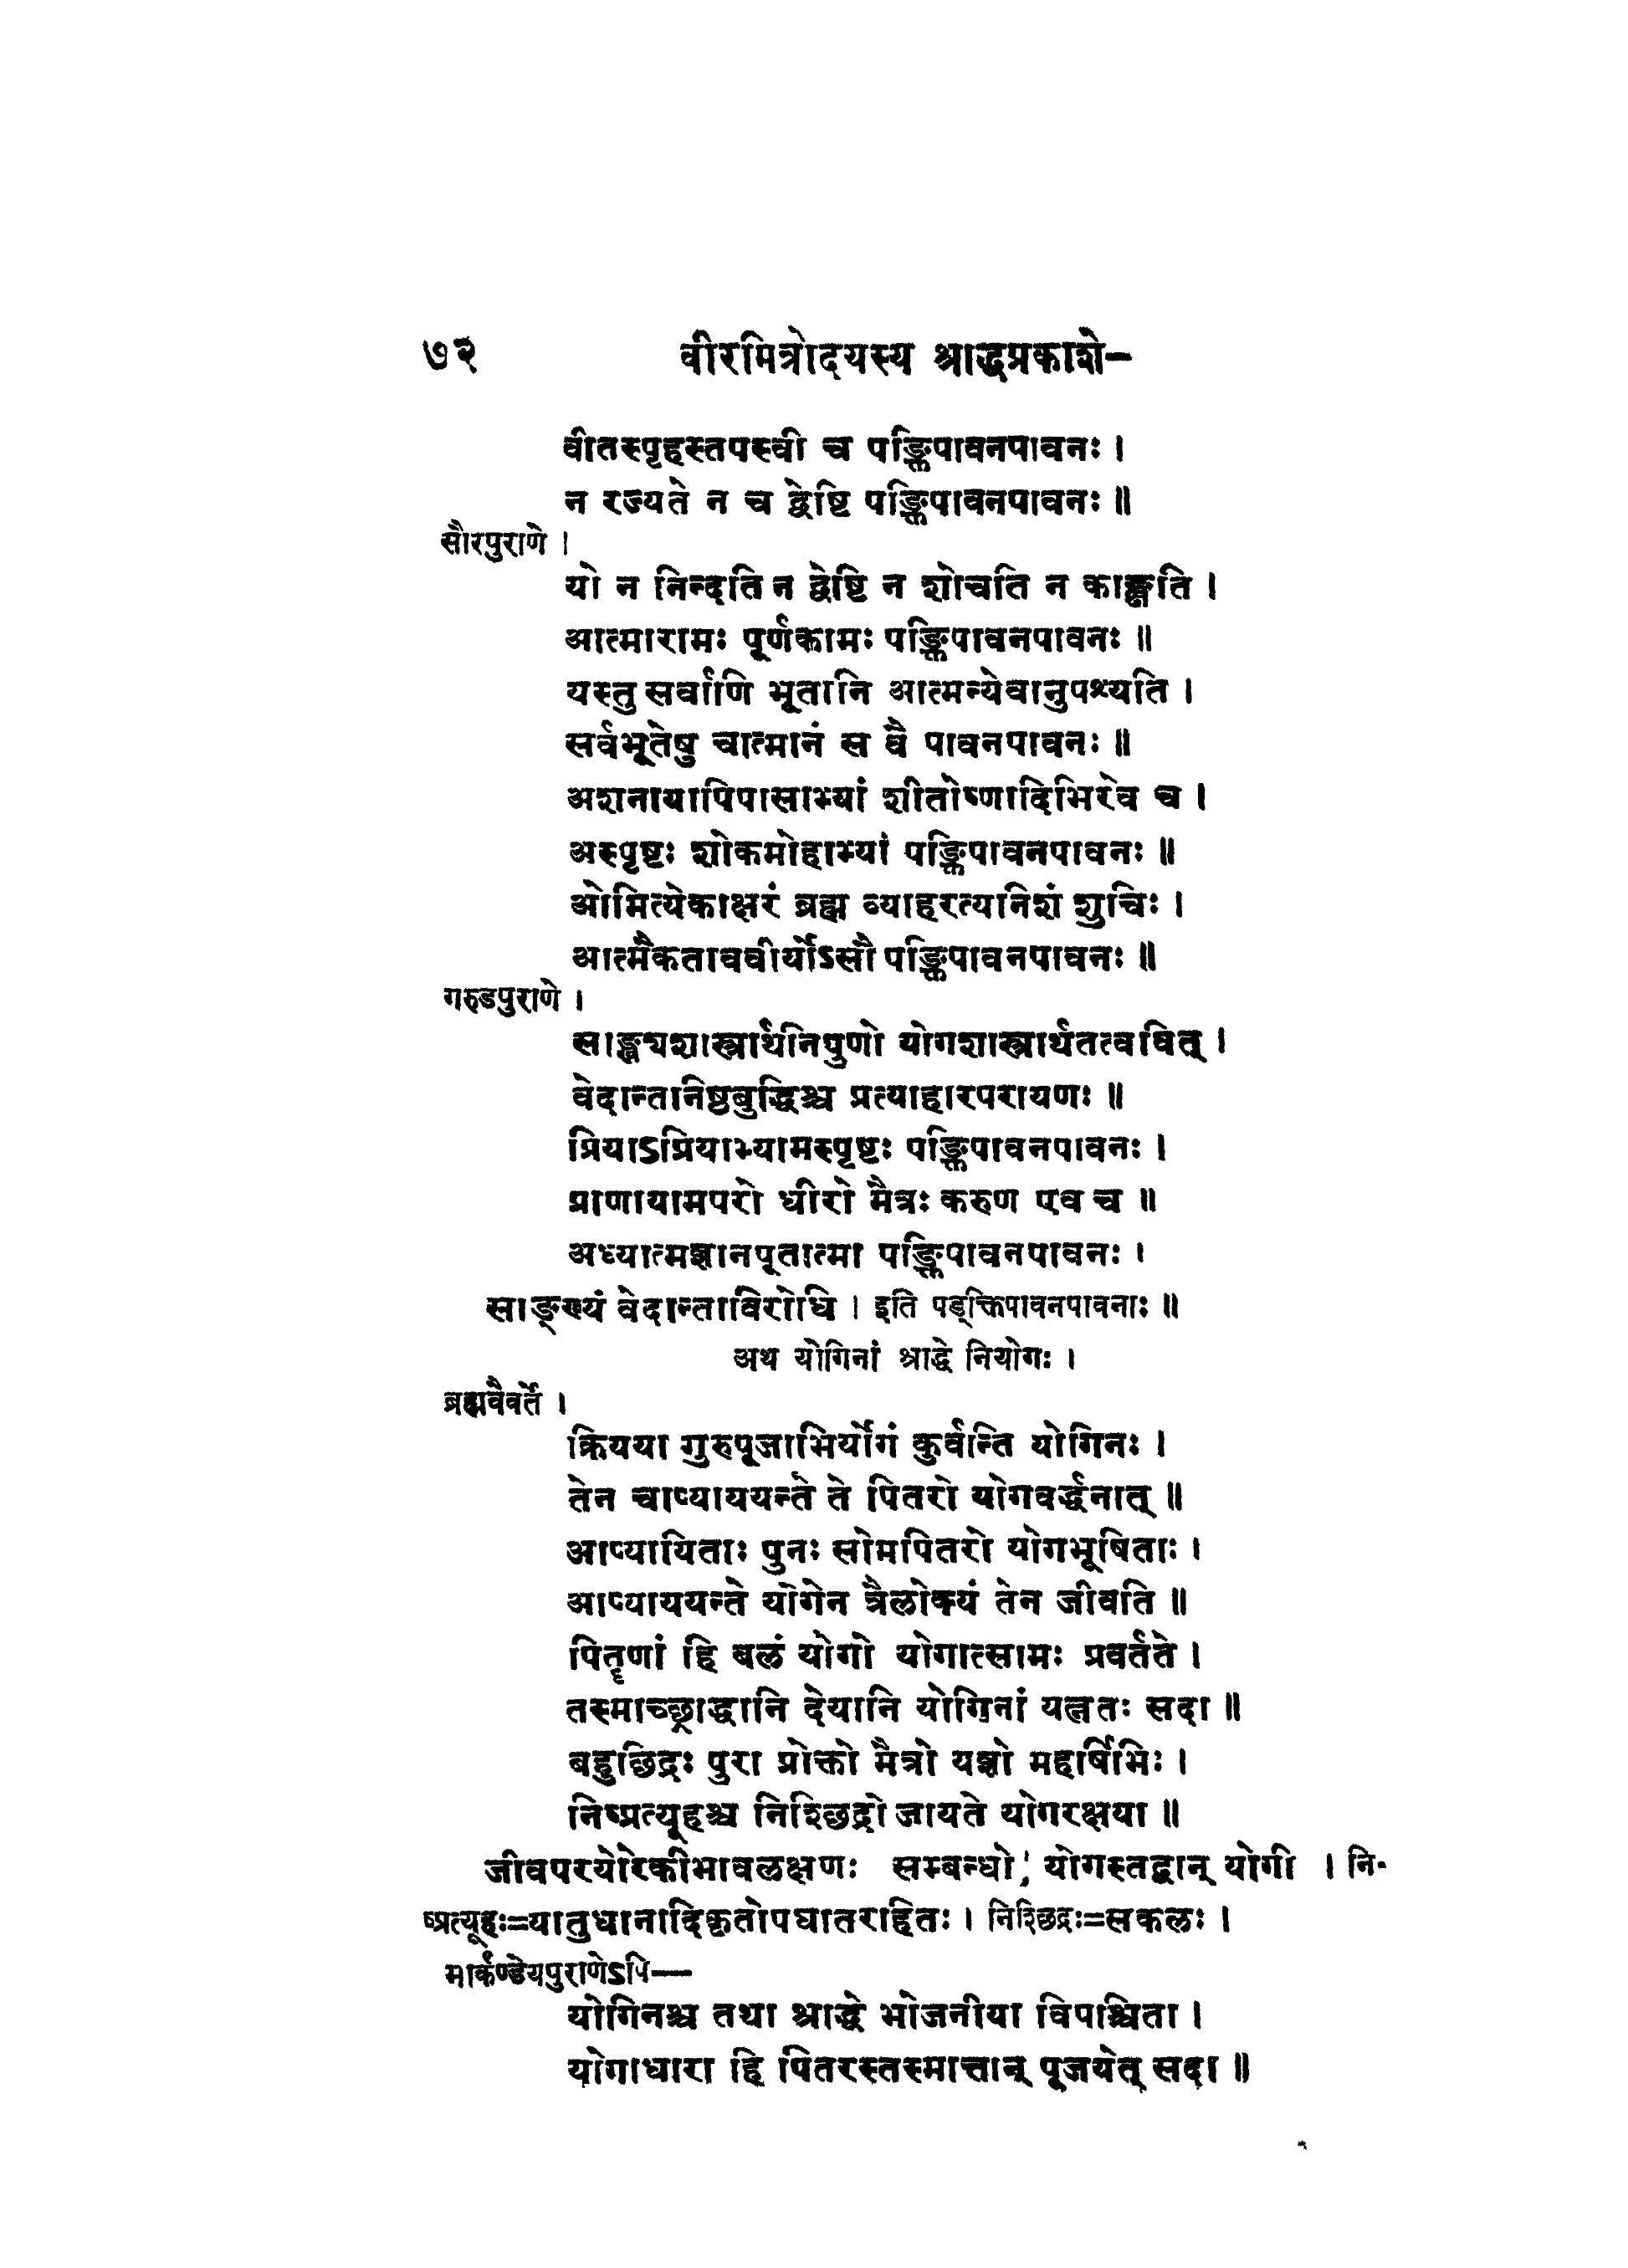 ७२ वीरमित्रोदयस्य श्राद्धप्रकाशे—
वीतस्पृहस्तपस्वी च पङ्क्तिपावनपावनः ।
न रज्यते न च द्वेष्टि पङ्क्तिपावनपावनः ॥
सौरपुराणे ।
यो न निन्दति न द्वेष्टि न शोचति न काङ्क्षति ।
आत्मारामः पूर्णकामः पङ्क्तिपावनपावनः ॥
यस्तु सर्वाणि भूतानि आत्मन्येवानुपश्यति ।
सर्वभूतेषु चात्मानं स वै पावनपावनः ॥
अशनायापिपासाभ्यां शीतोष्णादिभिरेव च ।
अस्पृष्टः शोकमोहाभ्यां पङ्क्तिपावनपावनः ॥
ओमित्येकाक्षरं ब्रह्म व्याहरत्यनिशं शुचिः ।
आत्मैकताववीर्योऽसौ पङ्क्तिपावनपावनः ॥
गरुडपुराणे ।
साङ्ख्यशास्त्रार्थनिपुणो योगशास्त्रार्थतत्ववित् ।
वेदान्तनिष्ठबुद्धिश्च प्रत्याहारपरायणः ॥
प्रियाऽप्रियाभ्यामस्पृष्टः पङ्क्तिपावनपावनः ।
प्राणायामपरो धीरो मैत्रः करुण एव च ॥
अध्यात्मज्ञानपूतात्मा पङ्क्तिपावनपावनः ।
साङ्ख्यं वेदान्ताविरोधि । इति पङ्क्तिपावनपावनाः ॥
अथ योगिनां श्राद्धे नियोगः ।
ब्रह्मवैवर्ते ।
क्रियया गुरुपूजाभिर्योगं कुर्वन्ति योगिनः ।
तेन चाप्याययन्ते ते पितरो योगवर्द्धनात् ॥
आप्यायिताः पुनः सोमपितरो योगभूषिताः ।
आप्याययन्ते योगेन त्रैलोक्यं तेन जीवति ॥
पितॄणां हि बलं योगो योगात्सामः प्रवर्तते ।
तस्माच्छ्राद्धानि देयानि योगिनां यत्नतः सदा ॥
बहुछिद्रः पुरा प्रोक्तो मैत्रो यज्ञो महर्षिभिः ।
निष्प्रत्यूहश्च निश्छिद्रो जायते योगरक्षया ॥
जीवपरयोरेकीभावलक्षणः सम्बन्धो, योगस्तद्वान् योगी । नि-
ष्प्रत्यूहः=यातुधानादिकृतोपघातरहितः । निश्छिद्रः=सकलः ।
मार्कण्डेयपुराणेऽपि—
योगिनश्च तथा श्राद्धे भोजनीया विपश्चिता ।
योगाधारा हि पितरस्तस्मात्तान् पूजयेत् सदा ॥